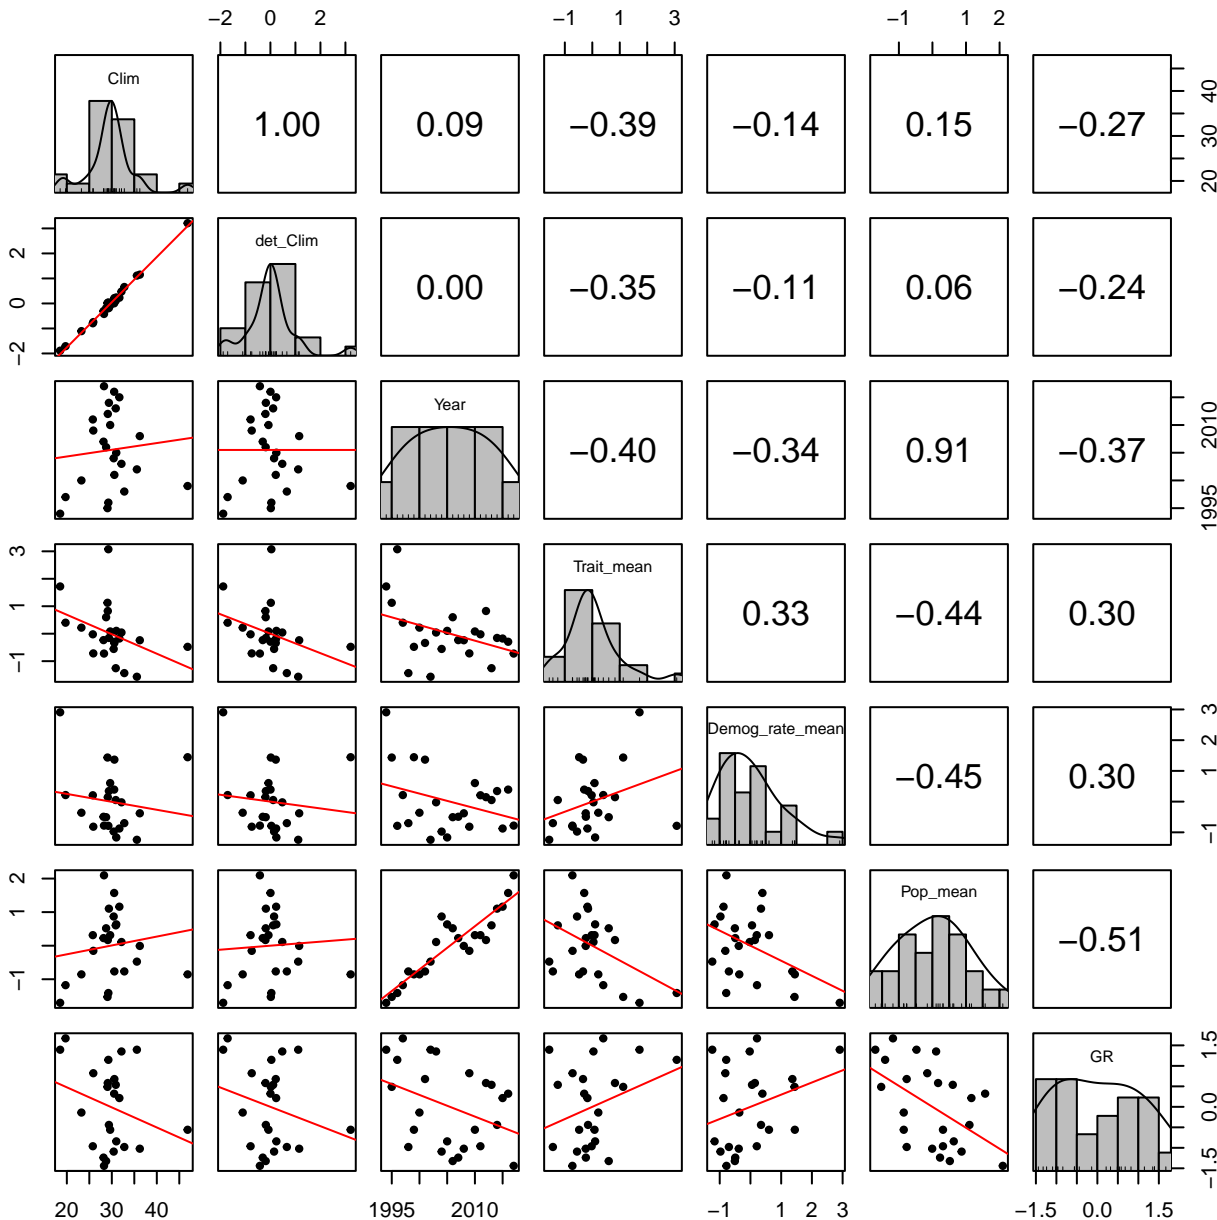 −2 0 2 −1 1 3 −1 1 2
Clim 1.00 0.09 −0.39 −0.14 0.15 −0.27 20 30 40
−2 0 2 det_Clim 0.00 −0.35 −0.11 0.06 −0.24
Year −0.40 −0.34 0.91 −0.37 1995 2010
−1 1 3 Trait_mean 0.33 −0.44 0.30
Demog_rate_mean −0.45 0.30 −1 1 2 3
−1 1 2 Pop_mean −0.51
GR −1.5 0.0 1.5
20 30 40 1995 2010 −1 1 2 3 −1.5 0.0 1.5